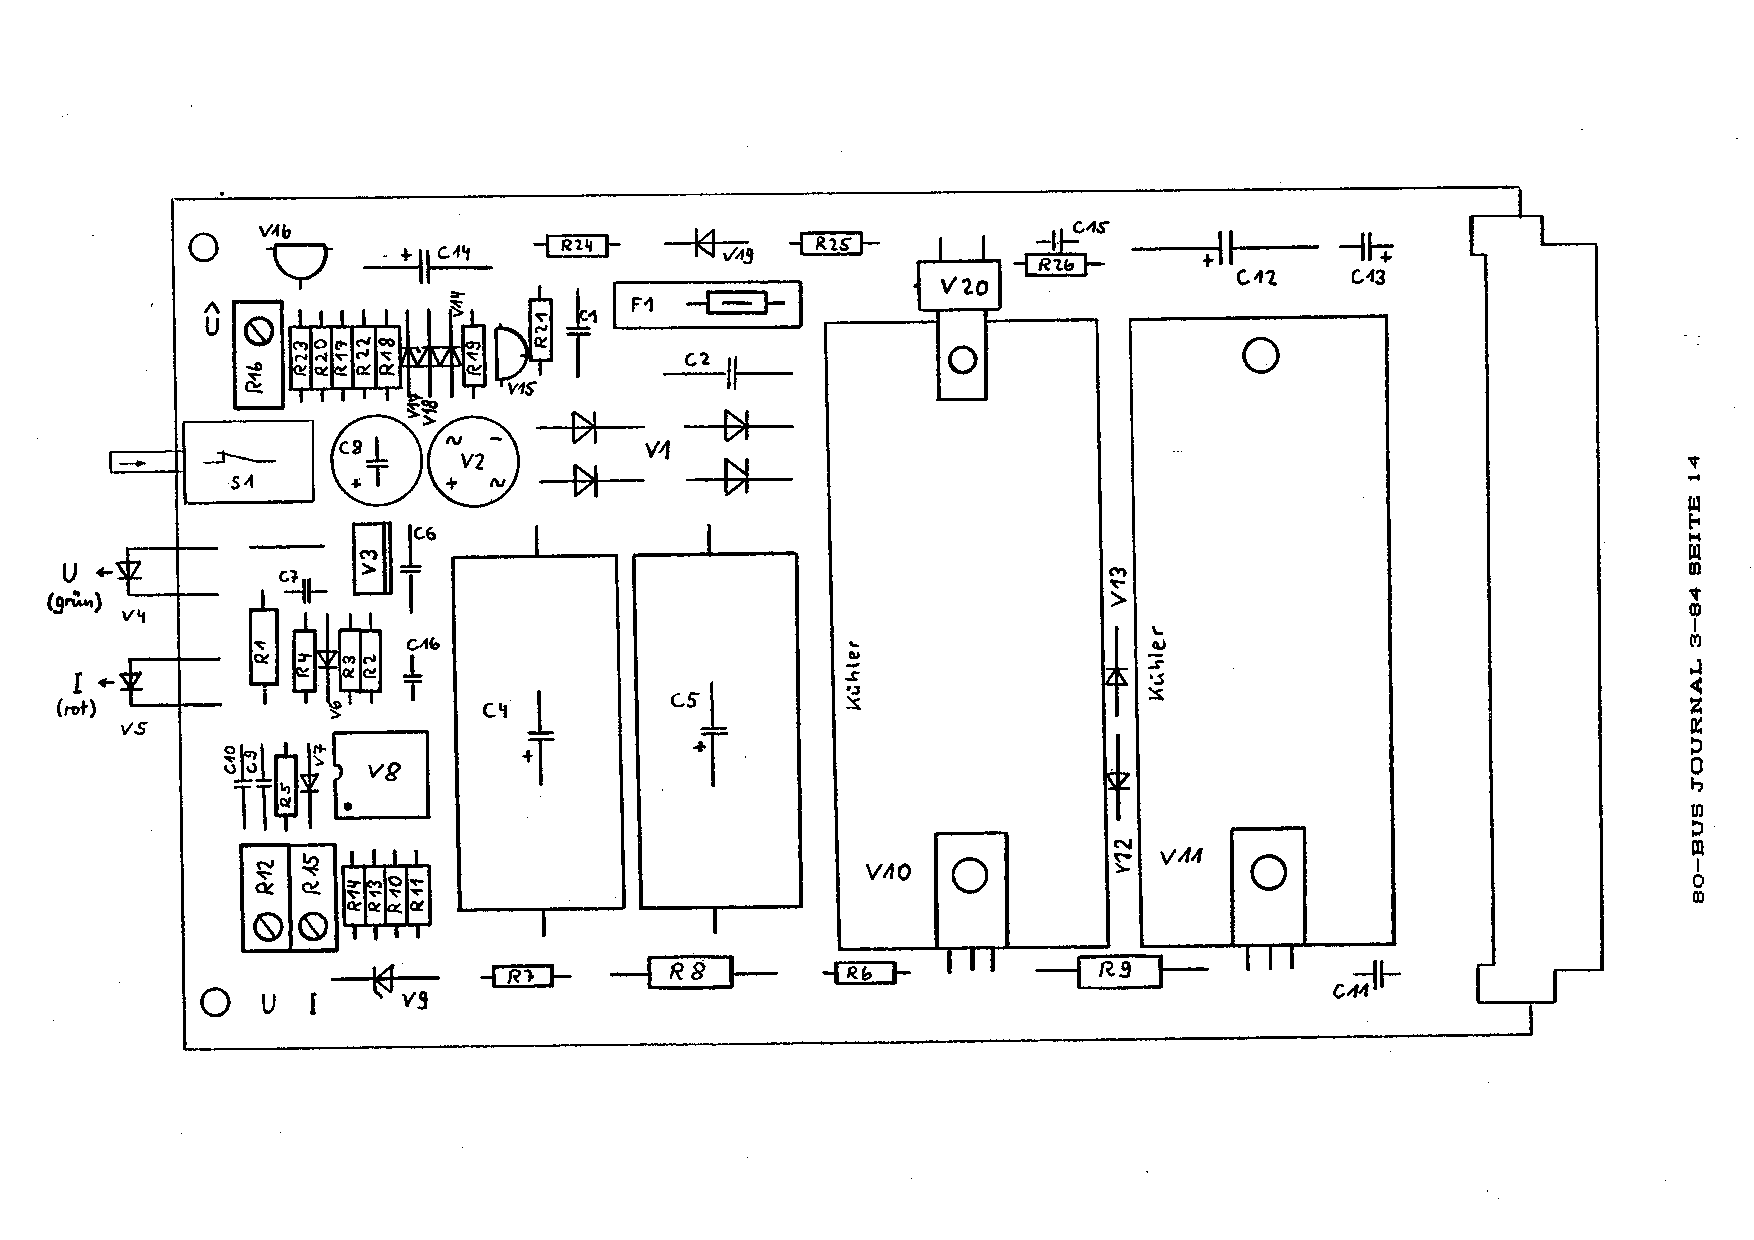 V16
C14
R24
V19
R25
C15
R26
C12
C13
Û
R16
R23
R20
R17
R22
R18
V14
R19
V15
R21
C1
F1
V20
C2
V17
V18
S1
C8
V2
V1
U
(grün)
V4
V3
C6
C7
R1
R4
V6
R3
R2
C16
I
(rot)
V5
C4
C5
Kühler
V13
Kühler
C10
C9
R5
V7
V8
R12
R15
R14
R13
R10
R11
V10
V12
V11
V9
R7
R8
R6
R9
C11
U I
80-BUS JOURNAL 3-84 SEITE 14